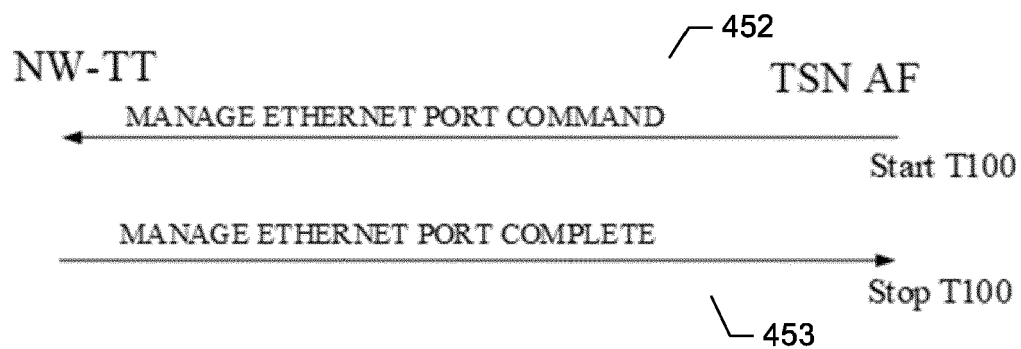 452
NW-TT
TSN AF
MANAGE ETHERNET PORT COMMAND
Start T100
MANAGE ETHERNET PORT COMPLETE
Stop T100
453